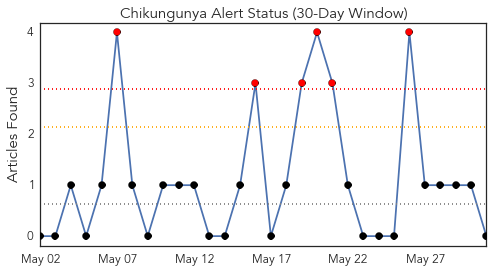 Chikungunya Alert Status (30-Day Window)
Articles Found
4
3
2
1
0
May 02 May 07 May 12 May 17 May 22 May 27